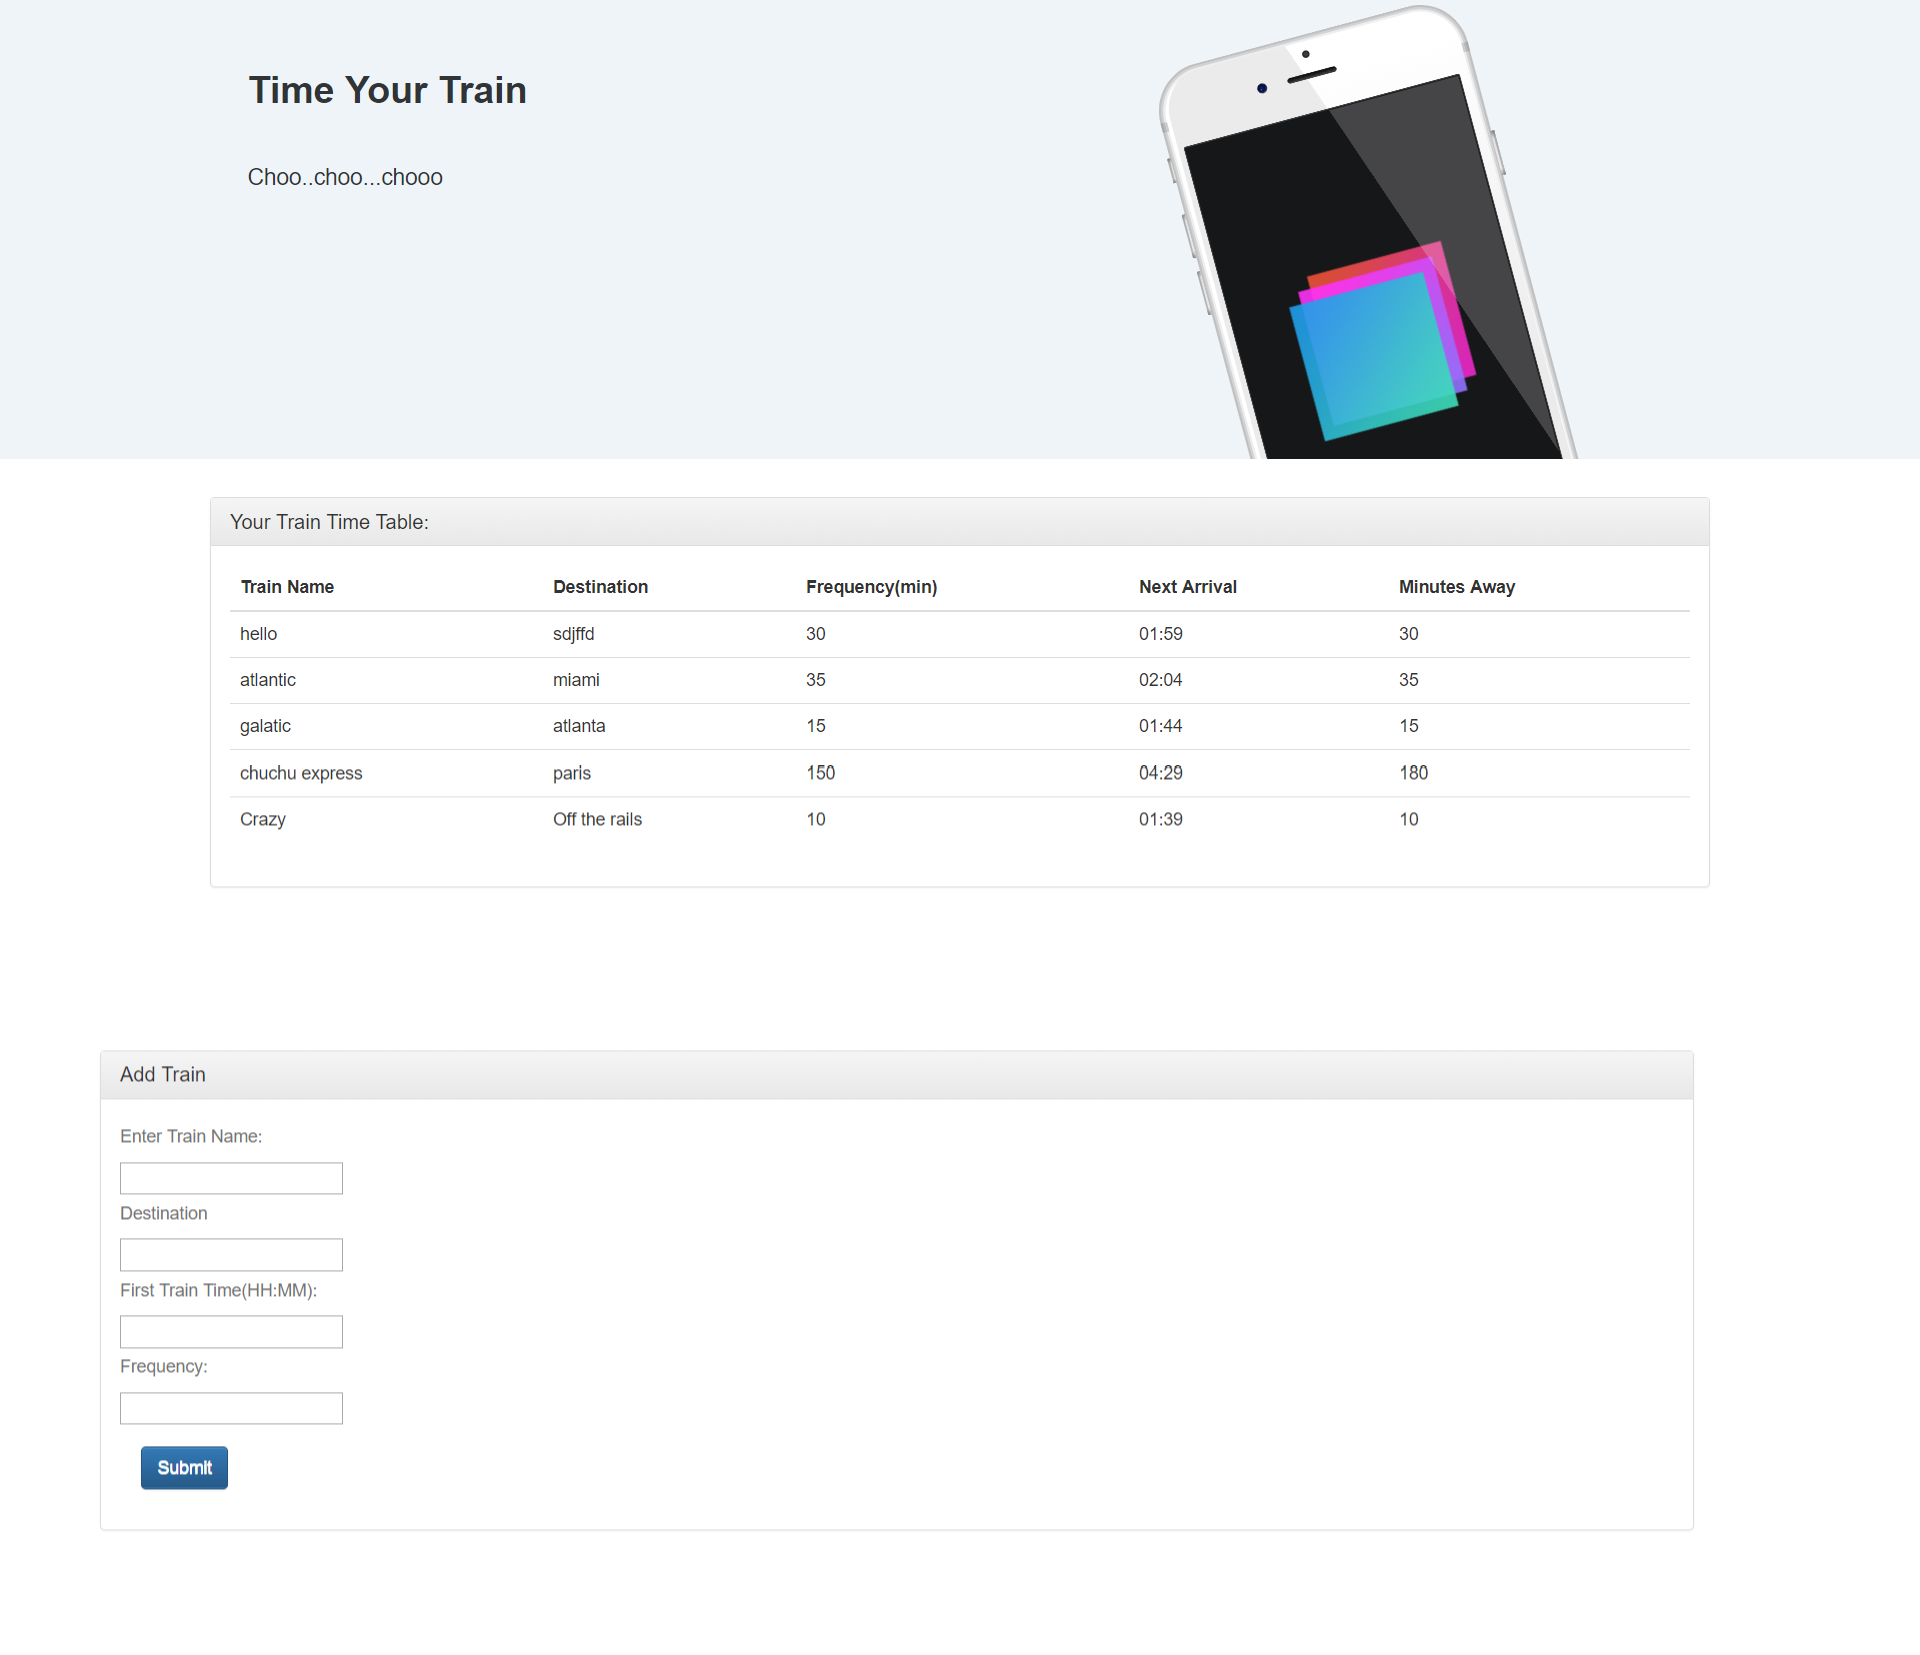 Time Your Train
Choo..choo...chooo
Your Train Time Table:
Train Name Destination Frequency(min) Next Arrival Minutes Away
hello sdjffd 30 01:59 30
atlantic miami 35 02:04 35
galatic atlanta 15 01:44 15
chuchu express paris 150 04:29 180
Crazy Off the rails 10 01:39 10
Add Train
Enter Train Name:
Destination
First Train Time(HH:MM):
Frequency:
Submit